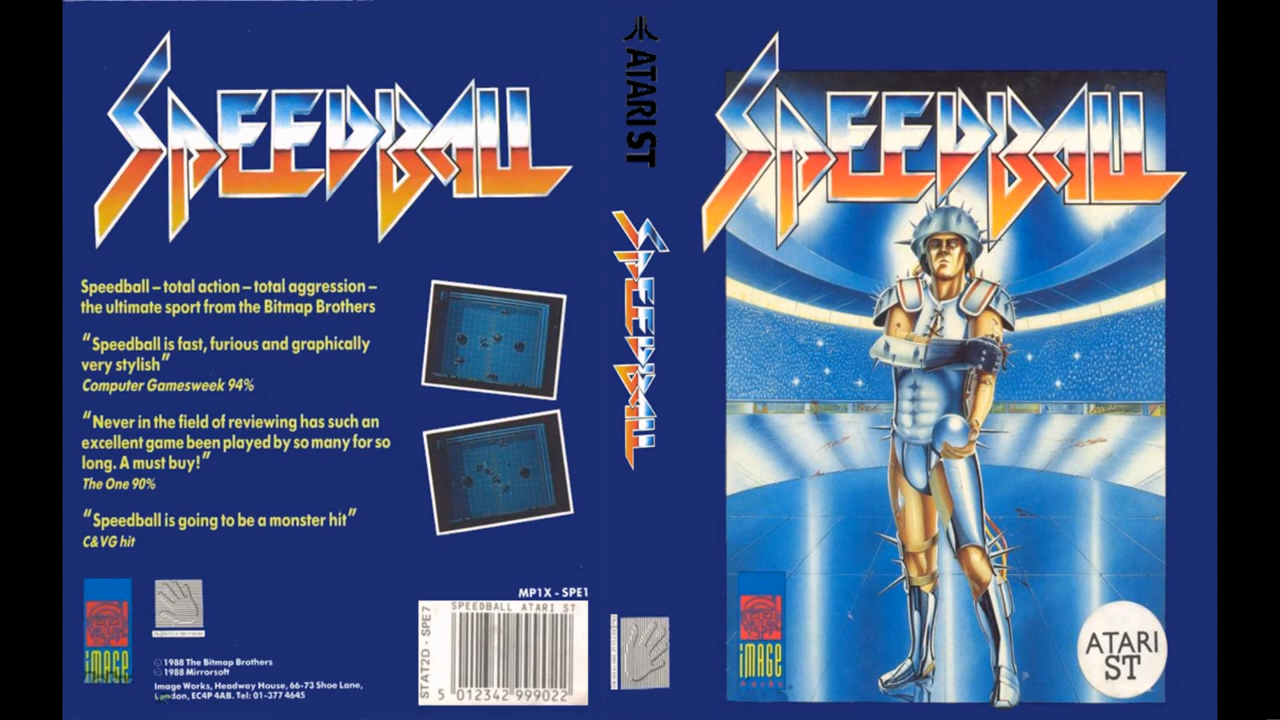 SPEEDBALL
Speedball – total action – total aggression –
the ultimate sport from the Bitmap Brothers
“Speedball is fast, furious and graphically
very stylish”
Computer Gamesweek 94%
“Never in the field of reviewing has such an
excellent game been played by so many for so
long. A must buy!”
The One 90%
“Speedball is going to be a monster hit”
C&VG hit
IMAGE
© 1988 The Bitmap Brothers
© 1988 Mirrorsoft
Image Works, Headway House, 66-73 Shoe Lane,
London, EC4P 4AB. Tel: 01-377 4645
MP1X - SPE1
SPEEDBALL ATARI ST
STAT2D - SPE7
5 012342 999022
ATARI ST
SPEEDBALL
SPEEDBALL
IMAGE
works
ATARI
ST